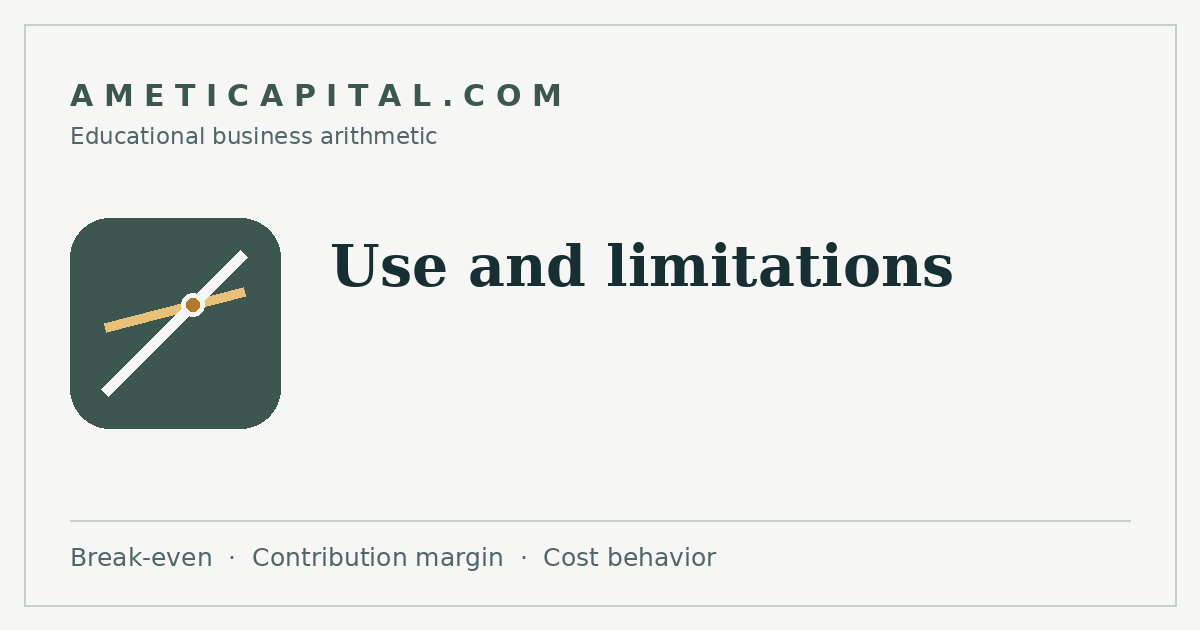 AMETICAPITAL.COM
Educational business arithmetic
Use and limitations
Break-even · Contribution margin · Cost behavior